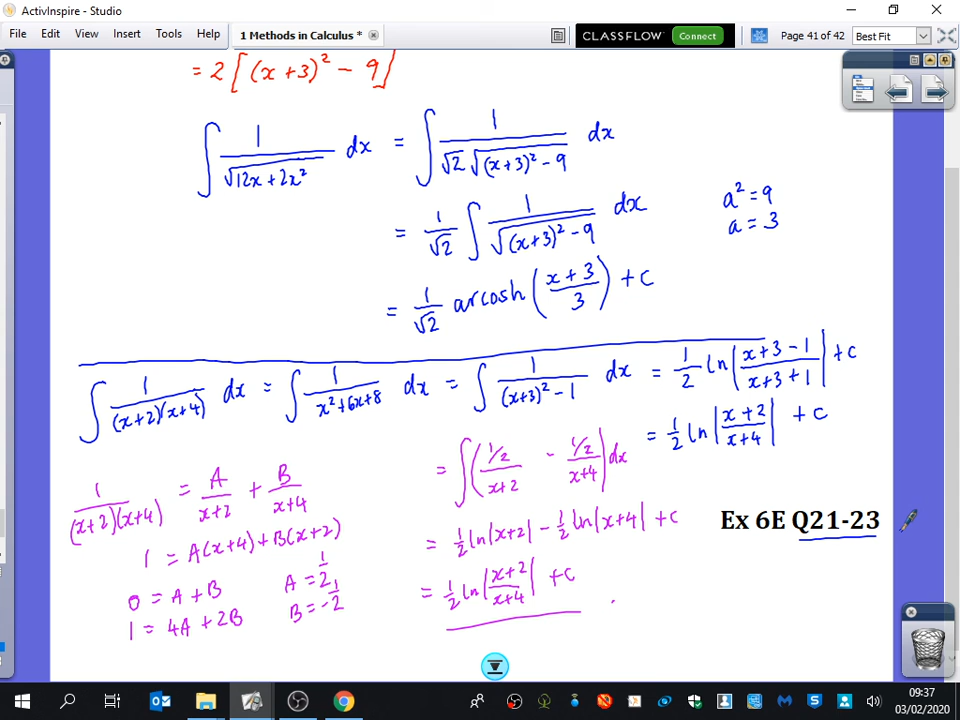 ActivInspire - Studio
File Edit View Insert Tools Help 1 Methods in Calculus * CLASSFLOW Connect Page 41 of 42 Best Fit
= 2 [(x+3)² - 9]
∫ 1/√(12x + 2x²) dx = ∫ 1/(√2 √((x+3)² - 9)) dx
= 1/√2 ∫ 1/√((x+3)² - 9) dx
a² = 9
a = 3
= 1/√2 arcosh (x+3/3) + C
∫ 1/((x+2)(x+4)) dx = ∫ 1/(x²+6x+8) dx = ∫ 1/((x+3)² - 1) dx = 1/2 ln |x+3-1/x+3+1| + C
= 1/2 ln |x+2/x+4| + C
1/((x+2)(x+4)) = A/(x+2) + B/(x+4)
1 = A(x+4) + B(x+2)
0 = A + B
1 = 4A + 2B
A = 1/2
B = -1/2
= ∫ (1/2/(x+2) - 1/2/(x+4)) dx
= 1/2 ln|x+2| - 1/2 ln|x+4| + C
= 1/2 ln |x+2/x+4| + C
Ex 6E Q21-23
09:37
03/02/2020